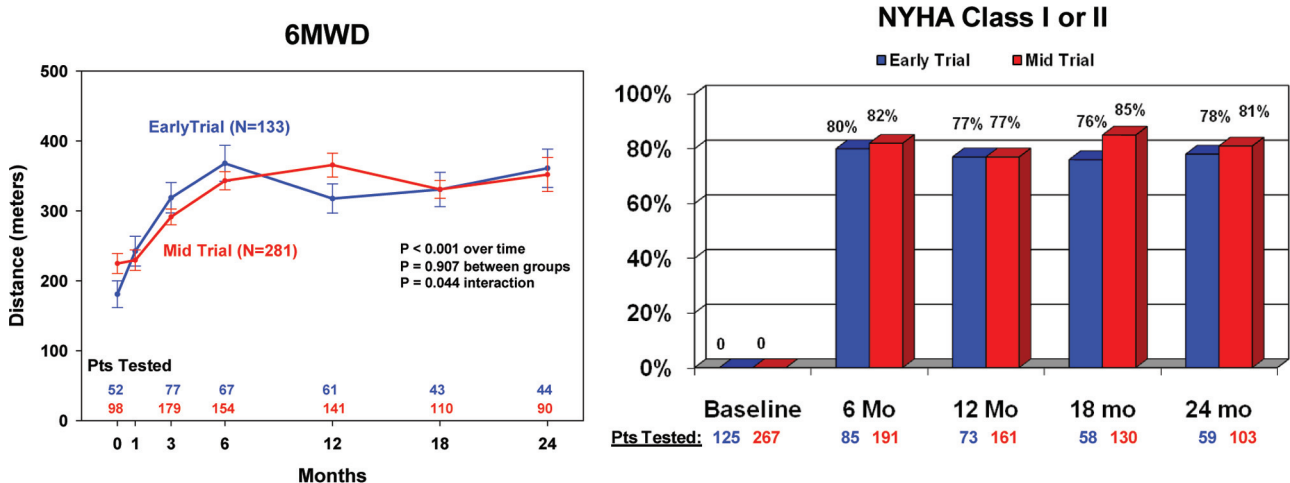 6MWD
500
400
300
200
100
0
Distance (meters)
EarlyTrial (N=133)
Mid Trial (N=281)
P < 0.001 over time
P = 0.907 between groups
P = 0.044 interaction
Pts Tested
52 77 67 61 43 44
98 179 154 141 110 90
0 1 3 6 12 18 24
Months
NYHA Class I or II
Early Trial Mid Trial
100%
80%
60%
40%
20%
0%
0 0
80% 82%
77% 77%
76% 85%
78% 81%
Baseline 6 Mo 12 Mo 18 mo 24 mo
Pts Tested: 125 267 85 191 73 161 58 130 59 103